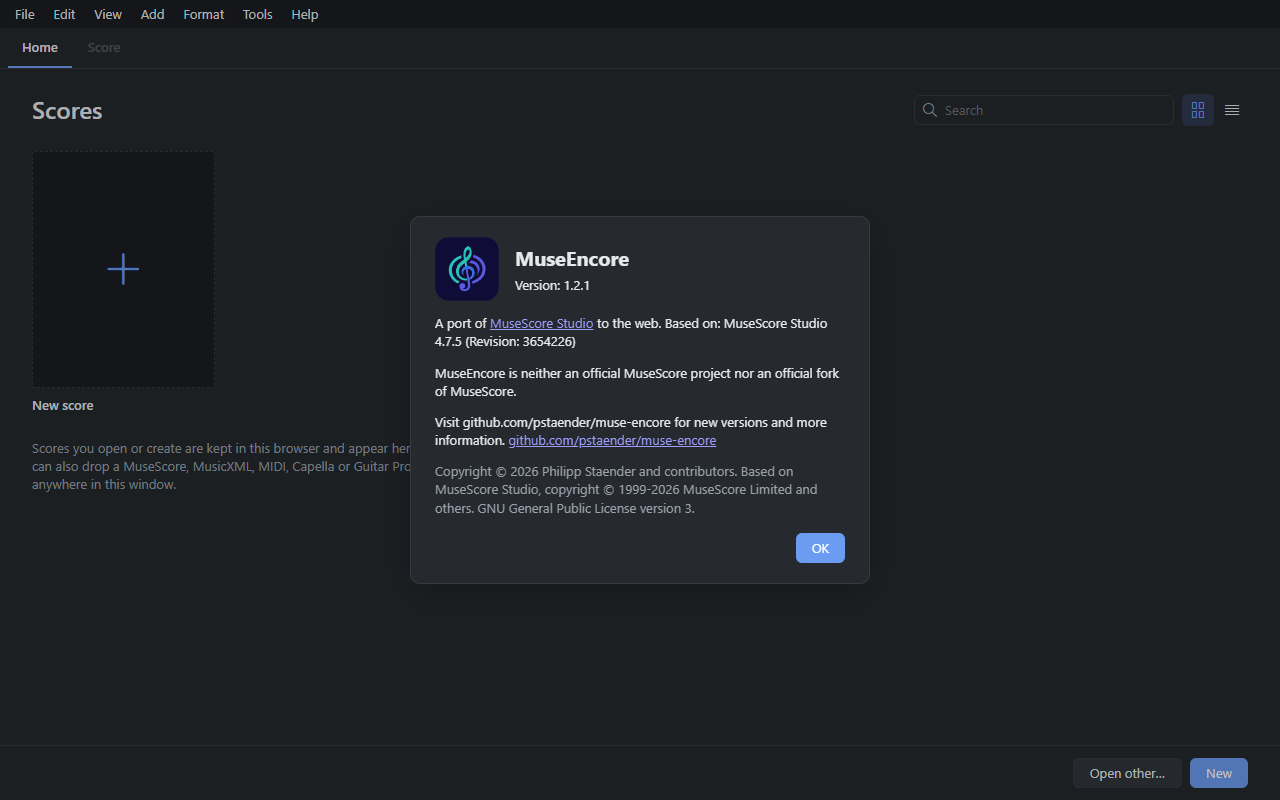 File Edit View Add Format Tools Help
Home Score
Scores
Search
New score
Scores you open or create are kept in this browser and appear her
can also drop a MuseScore, MusicXML, MIDI, Capella or Guitar Pro
anywhere in this window.
MuseEncore
Version: 1.2.1
A port of MuseScore Studio to the web. Based on: MuseScore Studio
4.7.5 (Revision: 3654226)
MuseEncore is neither an official MuseScore project nor an official fork
of MuseScore.
Visit github.com/pstaender/muse-encore for new versions and more
information. github.com/pstaender/muse-encore
Copyright © 2026 Philipp Staender and contributors. Based on
MuseScore Studio, copyright © 1999-2026 MuseScore Limited and
others. GNU General Public License version 3.
OK
Open other... New